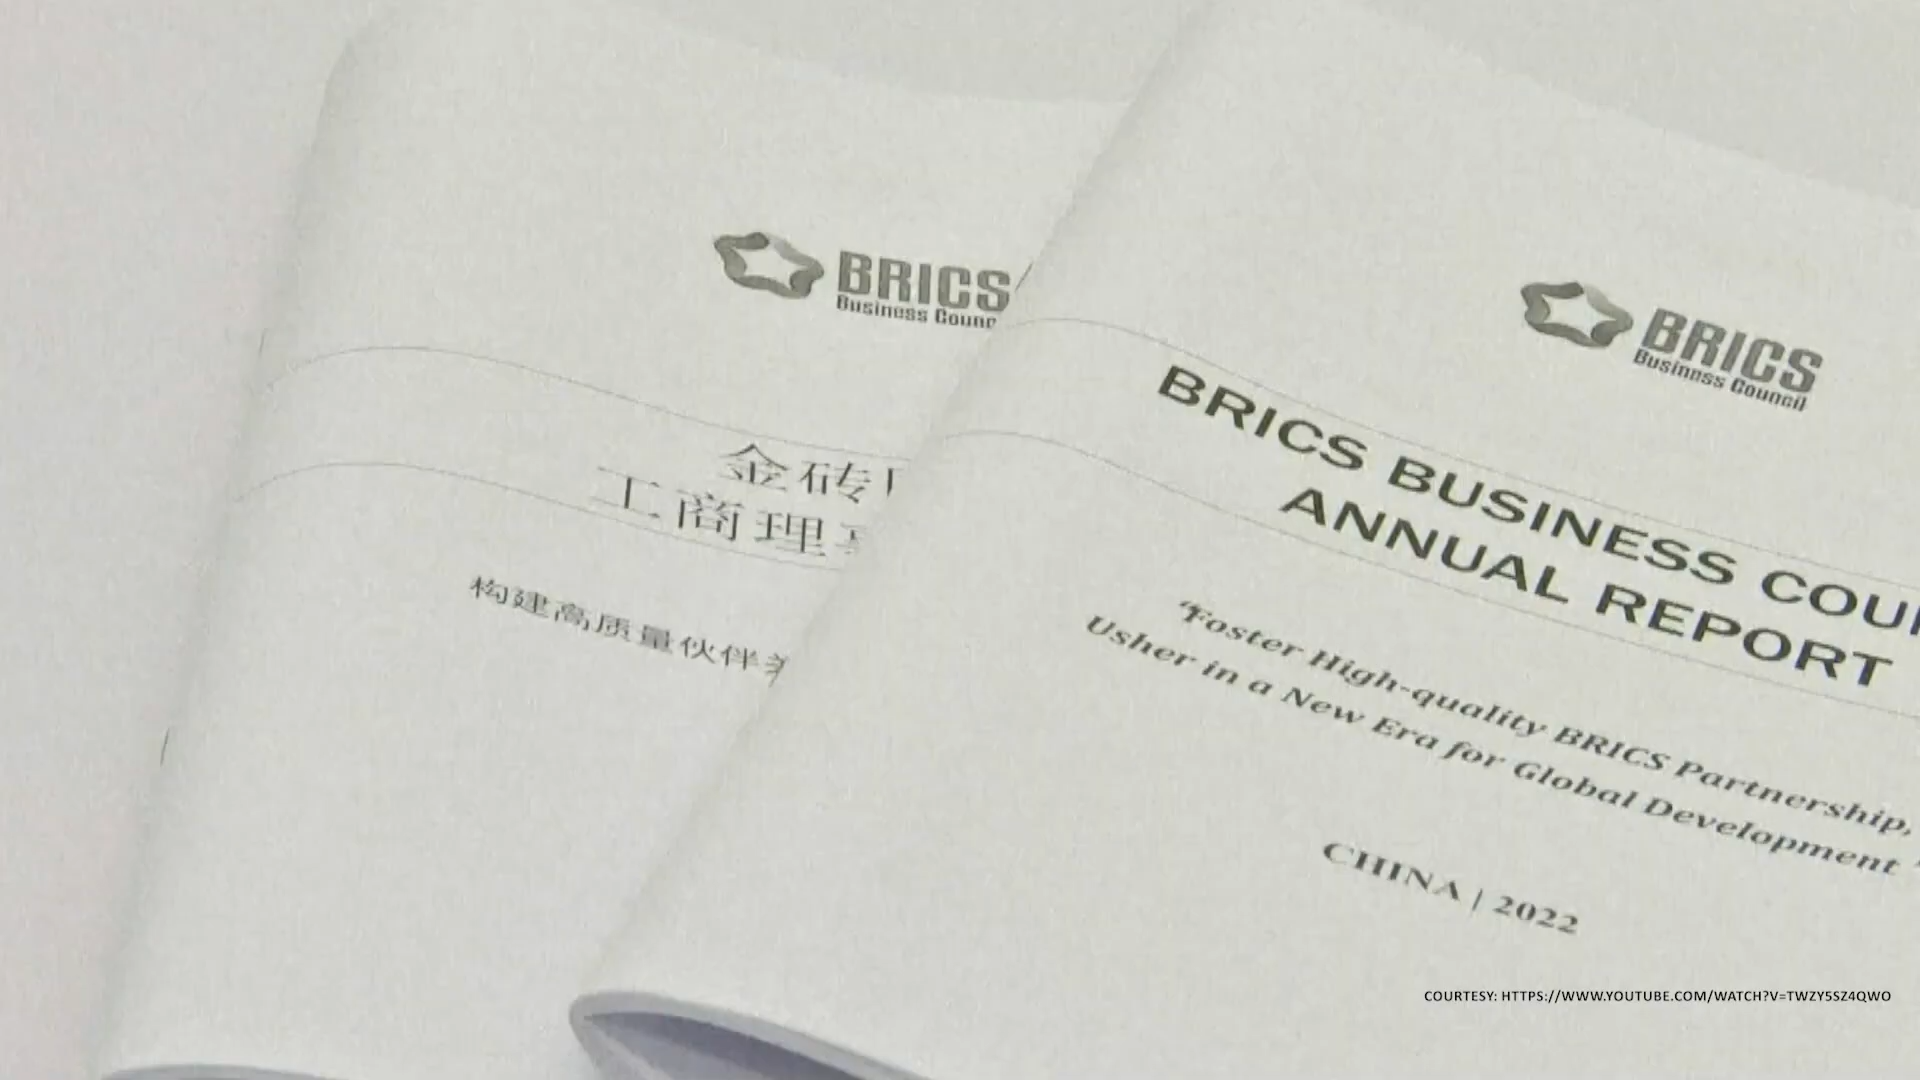 BRICS
Business Counc
金砖
工商理
构建高质量伙伴
BRICS
Business Council
BRICS BUSINESS COU
ANNUAL REPORT
“Foster High-quality BRICS Partnership,
Usher in a New Era for Global Development ”
CHINA | 2022
COURTESY: HTTPS://WWW.YOUTUBE.COM/WATCH?V=TWZY5SZ4QWO